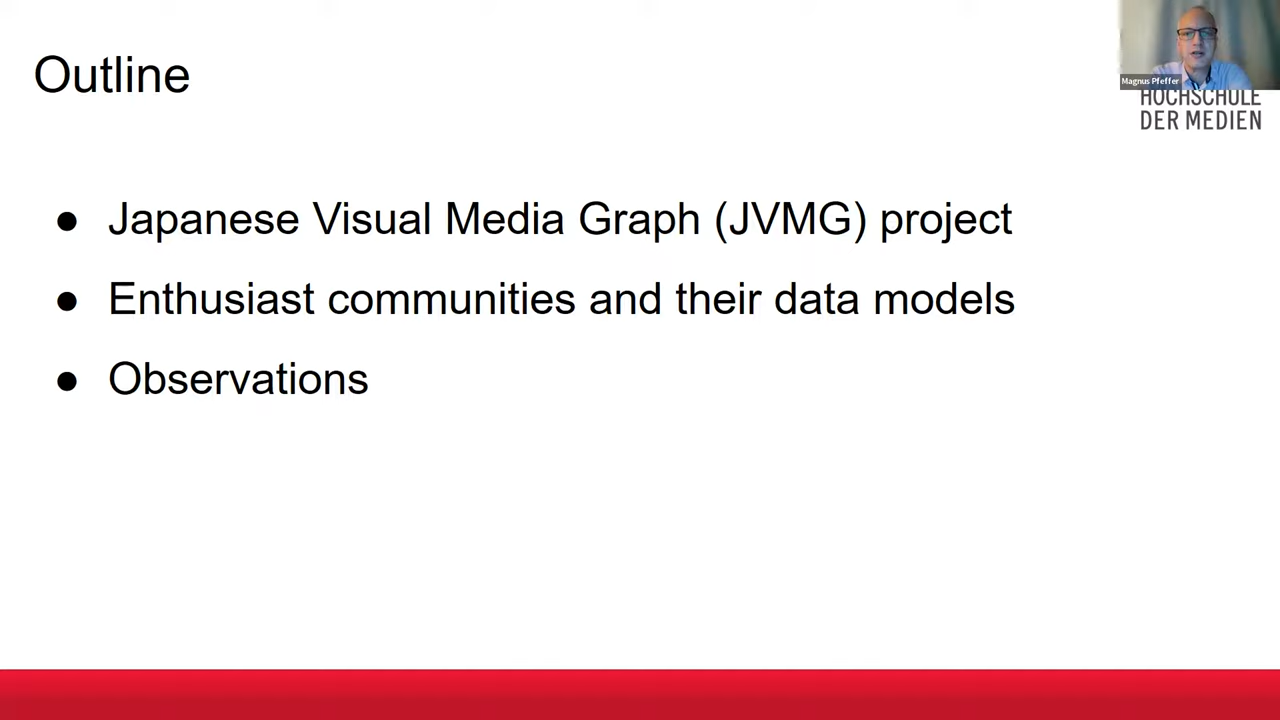 Outline
Magnus Pfeffer
HOCHSCHULE
DER MEDIEN
● Japanese Visual Media Graph (JVMG) project
● Enthusiast communities and their data models
● Observations